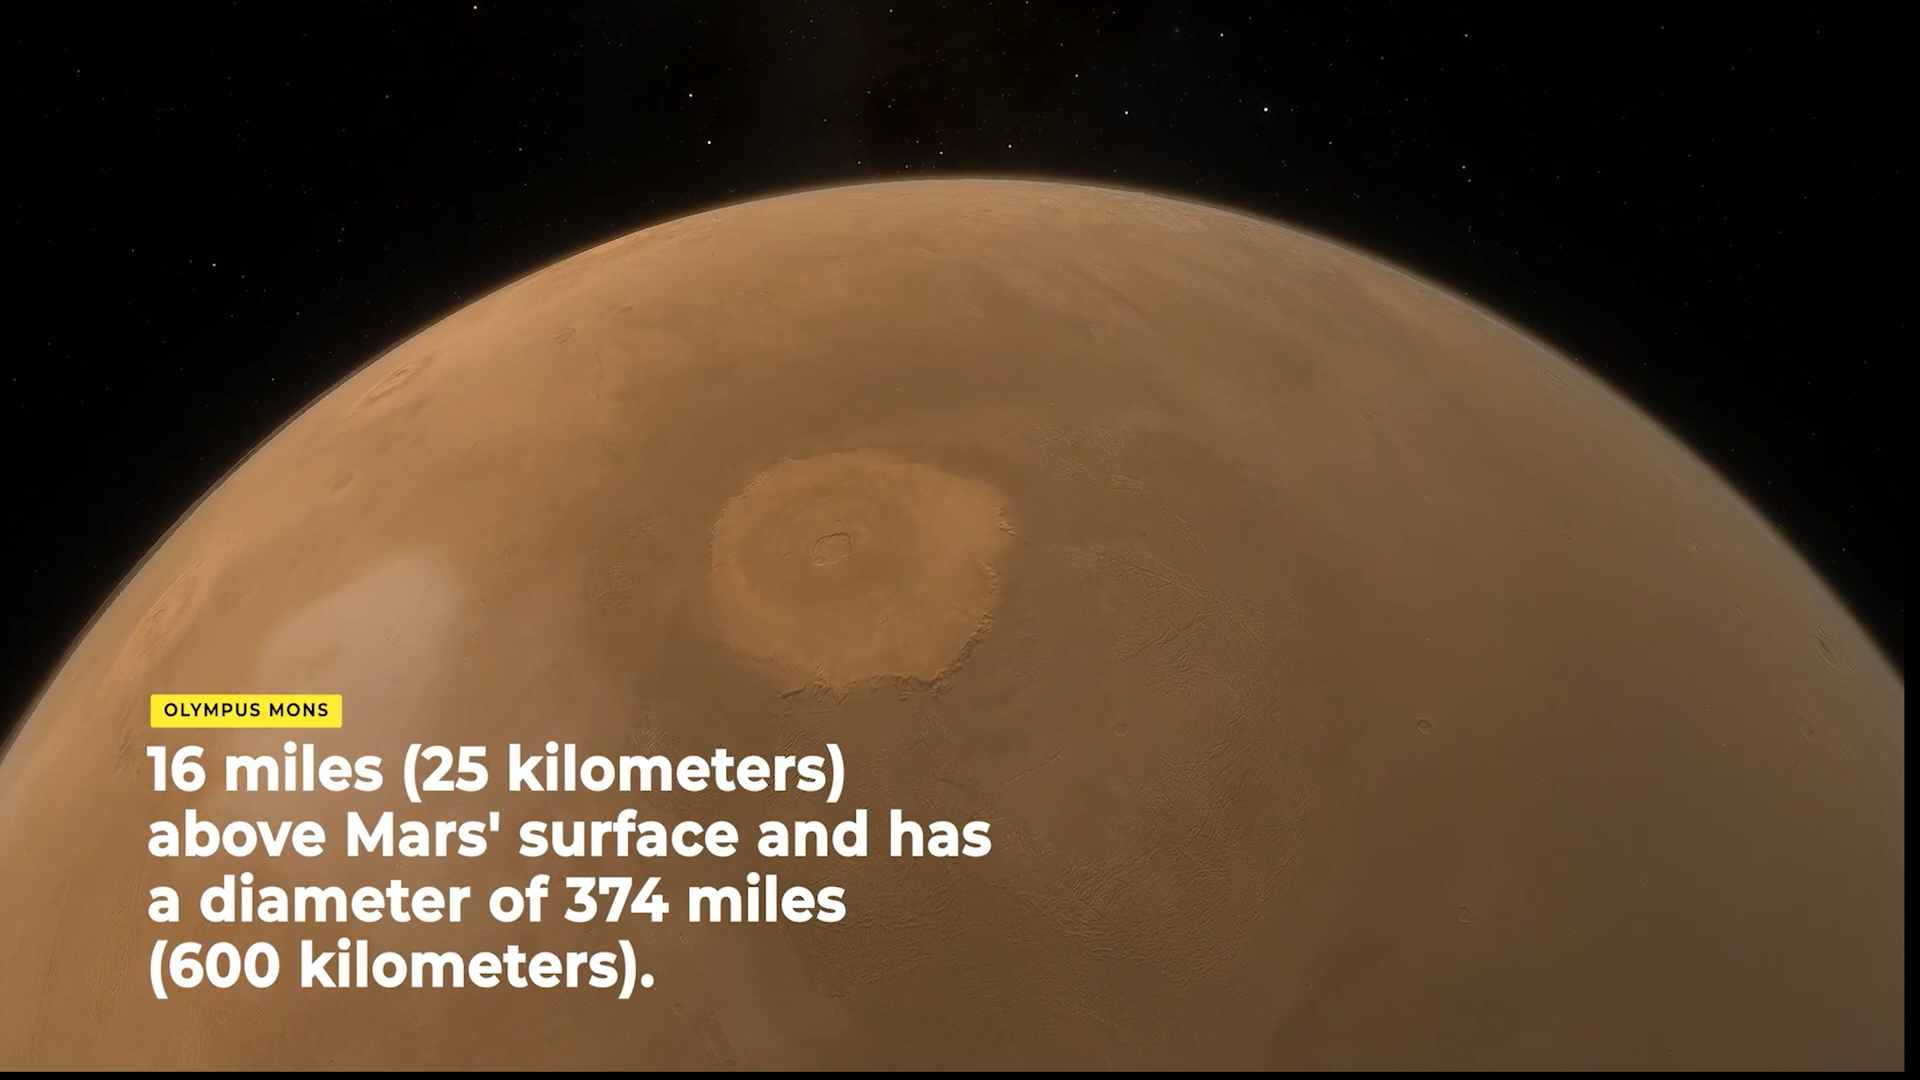 OLYMPUS MONS
16 miles (25 kilometers)
above Mars' surface and has
a diameter of 374 miles
(600 kilometers).